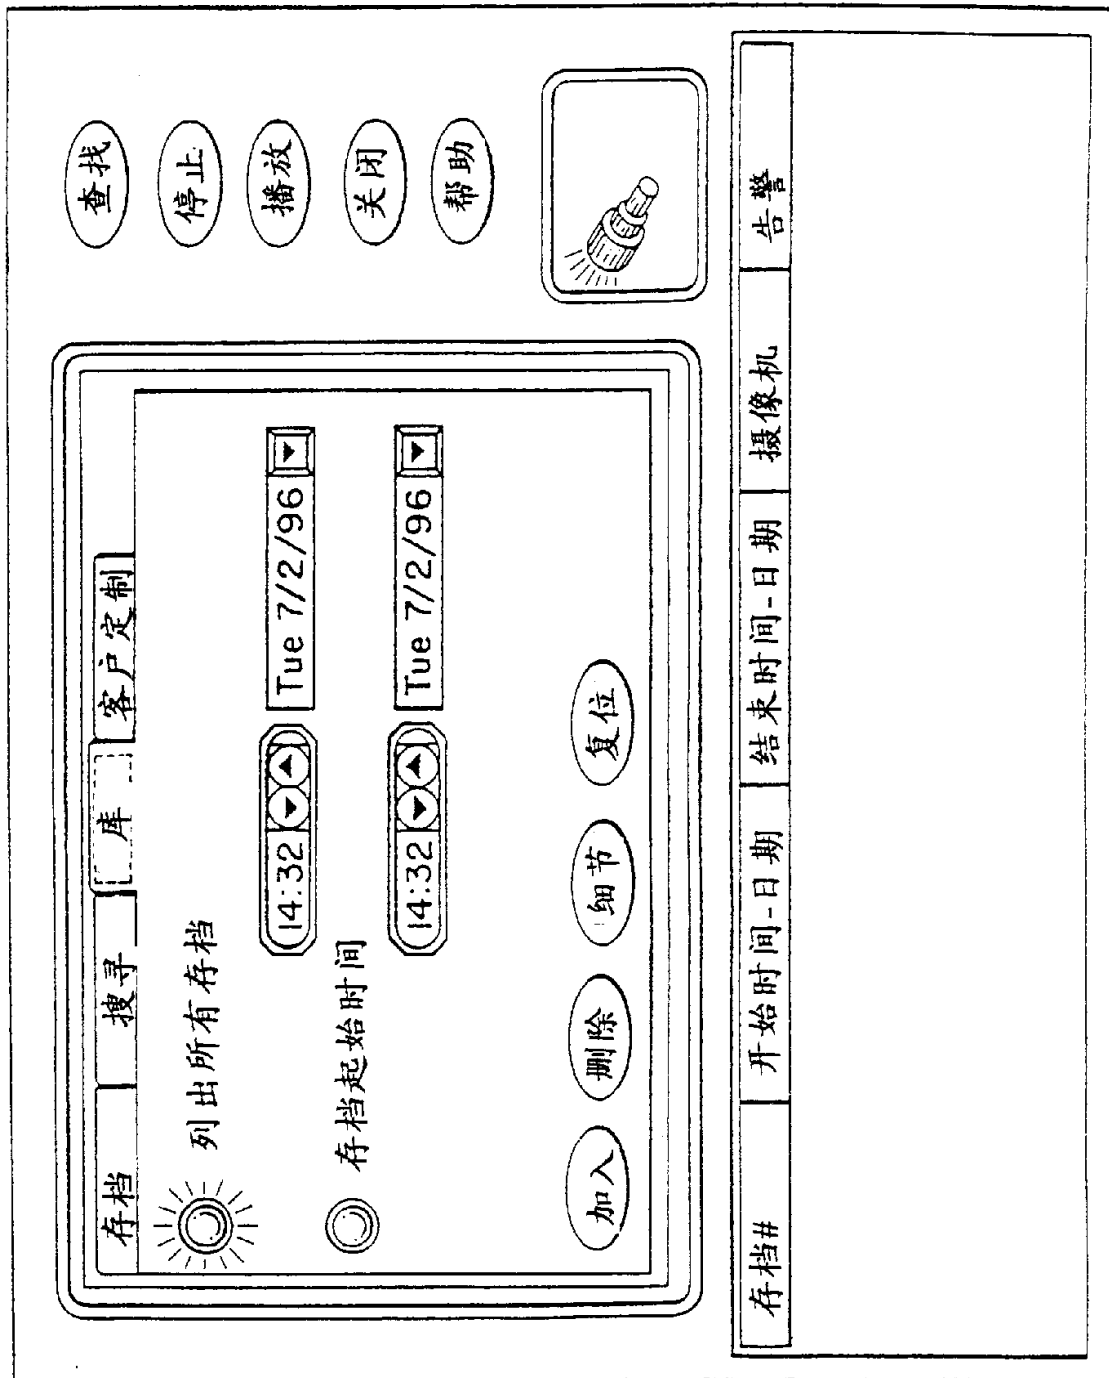 存档 搜寻 库 客户定制
列出所有存档
14:32 Tue 7/2/96
存档起始时间
14:32 Tue 7/2/96
加入 删除 细节 复位
查找
停止
播放
关闭
帮助
存档# 开始时间-日期 结束时间-日期 摄像机 告警